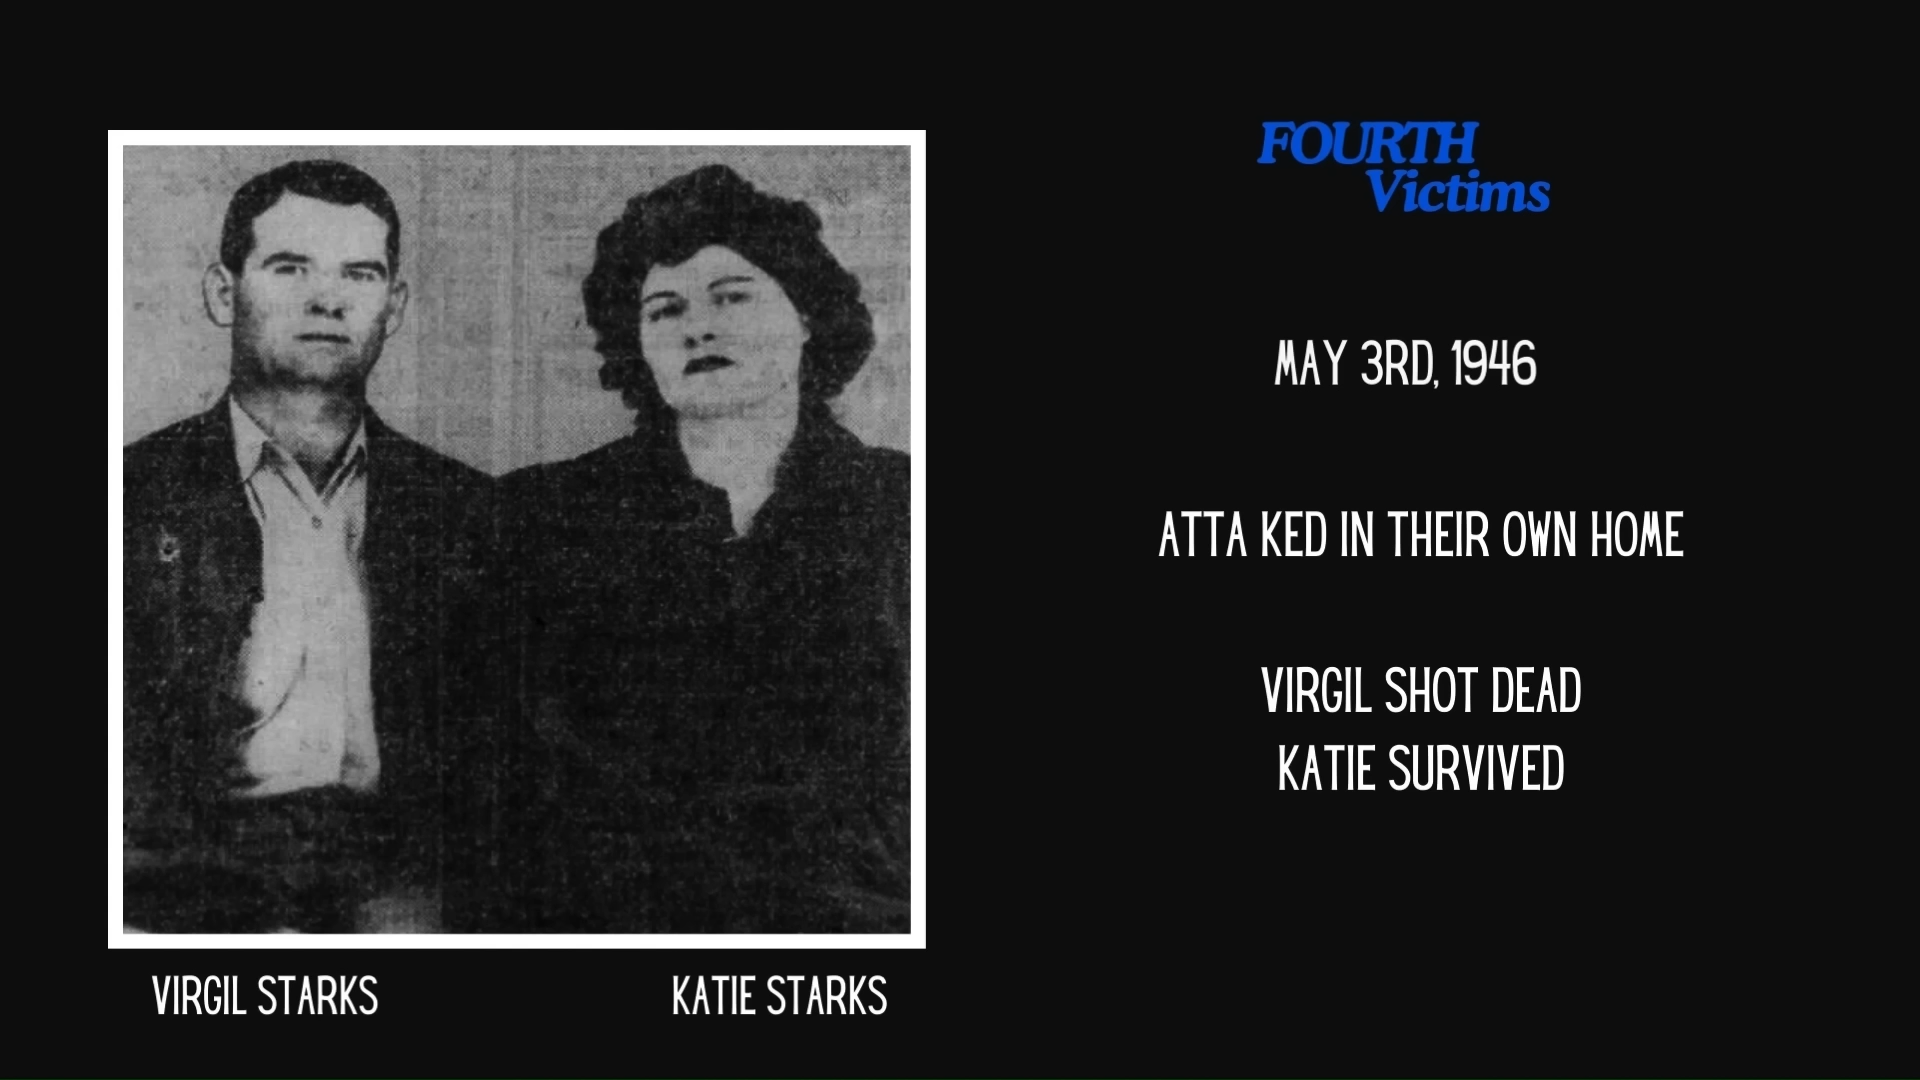 FOURTH
Victims
MAY 3RD, 1946
ATTA KED IN THEIR OWN HOME
VIRGIL SHOT DEAD
KATIE SURVIVED
VIRGIL STARKS
KATIE STARKS